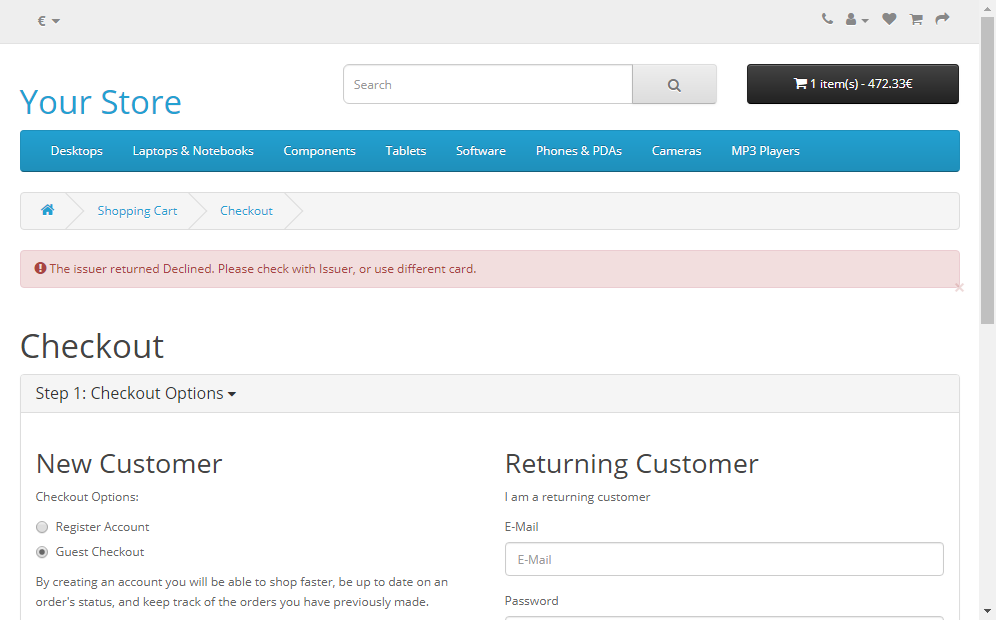 €
Your Store
Search
1 item(s) - 472.33€
Desktops Laptops & Notebooks Components Tablets Software Phones & PDAs Cameras MP3 Players
Shopping Cart Checkout
The issuer returned Declined. Please check with Issuer, or use different card.
×
Checkout
Step 1: Checkout Options
New Customer
Checkout Options:
Register Account
Guest Checkout
By creating an account you will be able to shop faster, be up to date on an
order's status, and keep track of the orders you have previously made.
Returning Customer
I am a returning customer
E-Mail
E-Mail
Password